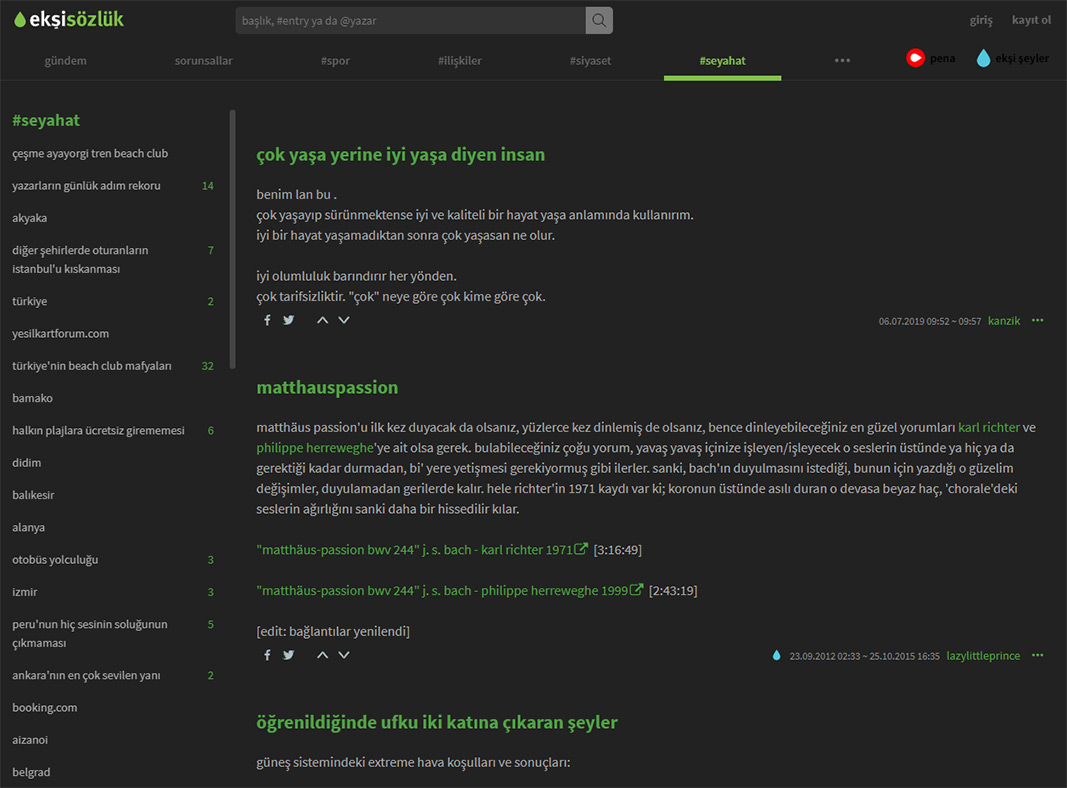 ekşisözlük
başlık, #entry ya da @yazar
giriş kayıt ol
gündem sorunsallar #spor #ilişkiler #siyaset #seyahat ••• pena ekşi şeyler
#seyahat
çeşme ayayorgi tren beach club
yazarların günlük adım rekoru 14
akyaka
diğer şehirlerde oturanların 7
istanbul'u kıskanması
türkiye 2
yesilkartforum.com
türkiye'nin beach club mafyaları 32
bamako
halkın plajlara ücretsiz girememesi 6
didim
balıkesir
alanya
otobüs yolculuğu 3
izmir 3
peru'nun hiç sesinin soluğunun 5
çıkmaması
ankara'nın en çok sevilen yanı 2
booking.com
aizanoi
belgrad
çok yaşa yerine iyi yaşa diyen insan
benim lan bu .
çok yaşayıp sürünmektense iyi ve kaliteli bir hayat yaşa anlamında kullanırım.
iyi bir hayat yaşamadıktan sonra çok yaşasan ne olur.
iyi olumluluk barındırır her yönden.
çok tarifsizliktir. "çok" neye göre çok kime göre çok.
06.07.2019 09:52 ~ 09:57 kanzik •••
matthauspassion
matthäus passion'u ilk kez duyacak da olsanız, yüzlerce kez dinlemiş de olsanız, bence dinleyebileceğiniz en güzel yorumları karl richter ve
philippe herreweghe'ye ait olsa gerek. bulabileceğiniz çoğu yorum, yavaş yavaş içinize işleyen/işleyecek o seslerin üstünde ya hiç ya da
gerektiği kadar durmadan, bi' yere yetişmesi gerekiyormuş gibi ilerler. sanki, bach'ın duyulmasını istediği, bunun için yazdığı o güzelim
değişimler, duyulamadan gerilerde kalır. hele richter'in 1971 kaydı var ki; koronun üstünde asılı duran o devasa beyaz haç, 'chorale'deki
seslerin ağırlığını sanki daha bir hissedilir kılar.
"matthäus-passion bwv 244" j. s. bach - karl richter 1971 [3:16:49]
"matthäus-passion bwv 244" j. s. bach - philippe herreweghe 1999 [2:43:19]
[edit: bağlantılar yenilendi]
23.09.2012 02:33 ~ 25.10.2015 16:35 lazylittleprince •••
öğrenildiğinde ufku iki katına çıkaran şeyler
güneş sistemindeki extreme hava koşulları ve sonuçları: